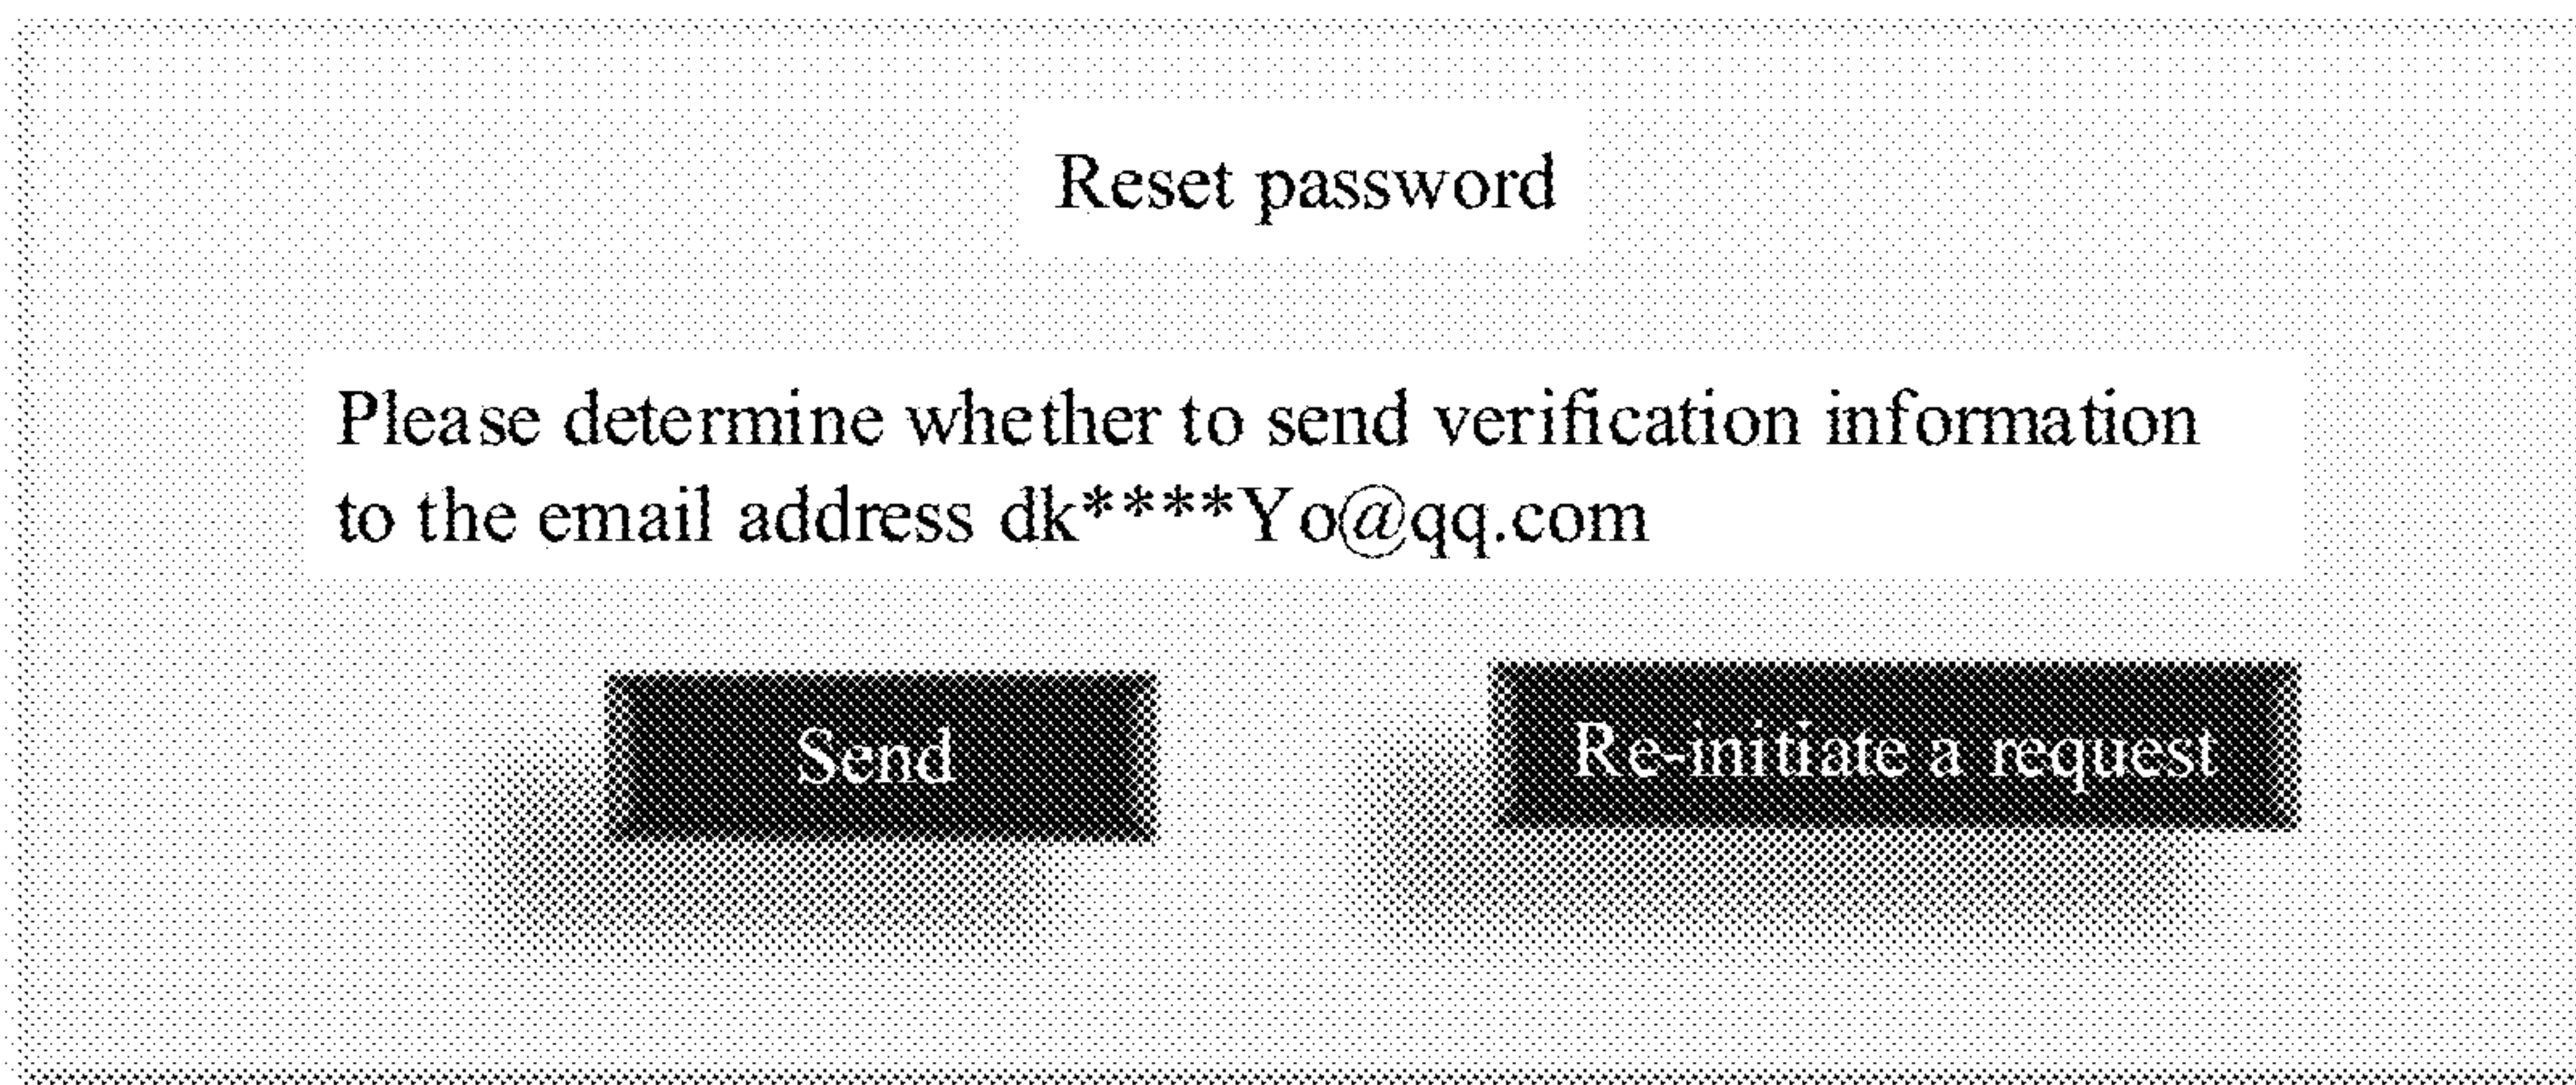 Reset password
Please determine whether to send verification information
to the email address dk****Yo@qq.com
Send
Re-initiate a request